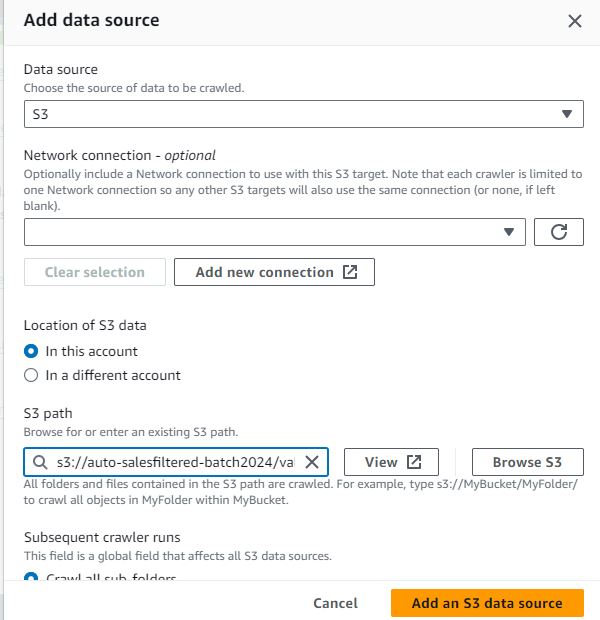 Add data source
Data source
Choose the source of data to be crawled.
S3
Network connection - optional
Optionally include a Network connection to use with this S3 target. Note that each crawler is limited to
one Network connection so any other S3 targets will also use the same connection (or none, if left
blank).
Clear selection
Add new connection
Location of S3 data
In this account
In a different account
S3 path
Browse for or enter an existing S3 path.
s3://auto-salesfiltered-batch2024/va
View
Browse S3
All folders and files contained in the S3 path are crawled. For example, type s3://MyBucket/MyFolder/
to crawl all objects in MyFolder within MyBucket.
Subsequent crawler runs
This field is a global field that affects all S3 data sources.
Crawl all sub-folders
Cancel
Add an S3 data source